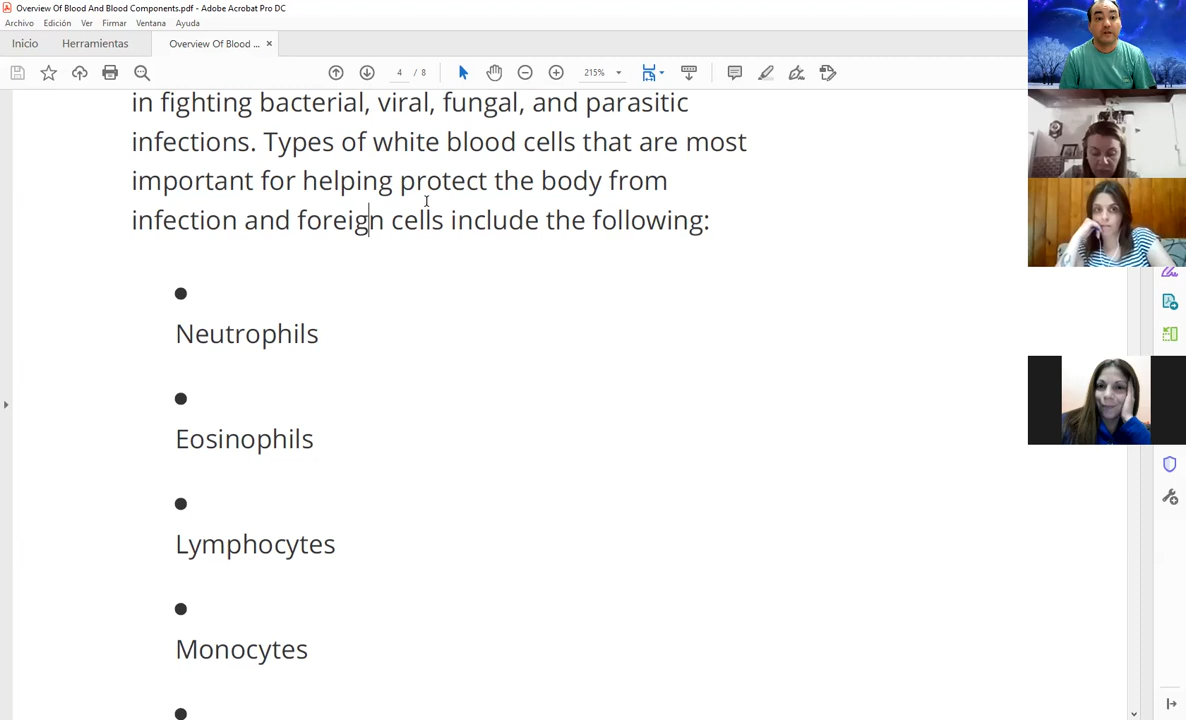 Overview Of Blood And Blood Components.pdf - Adobe Acrobat Pro DC
Archivo Edición Ver Firmar Ventana Ayuda
Inicio Herramientas Overview Of Blood ... ×
4 / 8 215%
in fighting bacterial, viral, fungal, and parasitic
infections. Types of white blood cells that are most
important for helping protect the body from
infection and foreign cells include the following:
●
Neutrophils
●
Eosinophils
●
Lymphocytes
●
Monocytes
●